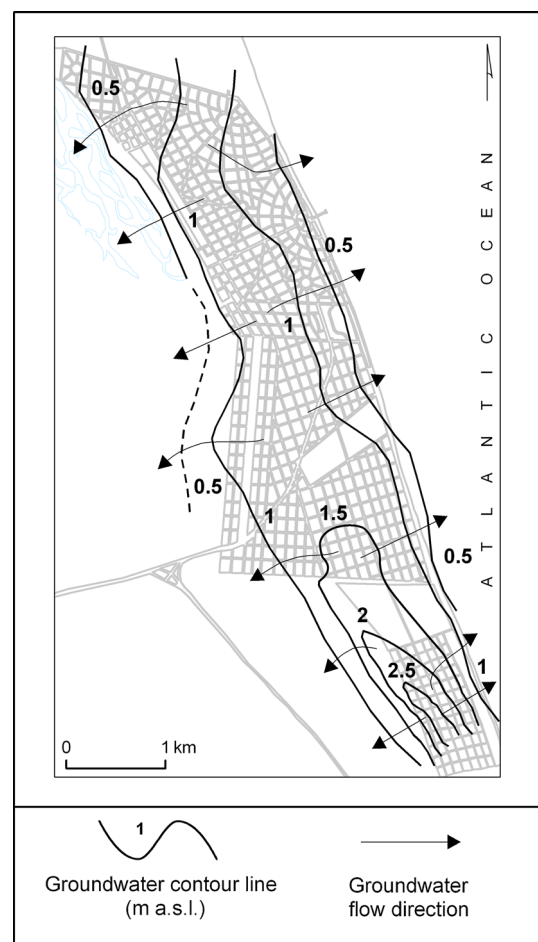 0.5
1
0.5
1
0.5
1
1.5
0.5
2
2.5
1
ATLANTIC OCEAN
0 1 km
1
Groundwater contour line
(m a.s.l.)
Groundwater
flow direction